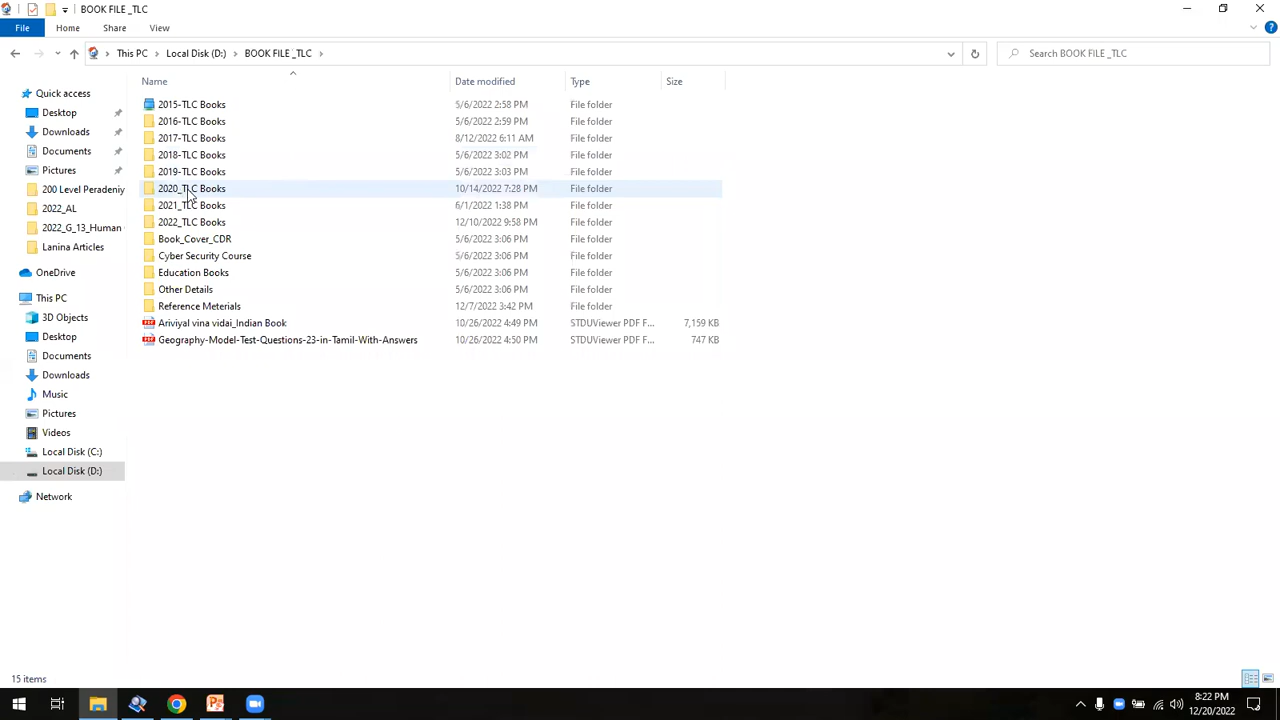 BOOK FILE _TLC
File Home Share View
This PC Local Disk (D:) BOOK FILE _TLC Search BOOK FILE _TLC
Name Date modified Type Size
Quick access
Desktop
Downloads
Documents
Pictures
200 Level Peradeniy
2022_AL
2022_G_13_Human
Lanina Articles
OneDrive
This PC
3D Objects
Desktop
Documents
Downloads
Music
Pictures
Videos
Local Disk (C:)
Local Disk (D:)
Network
2015-TLC Books 5/6/2022 2:58 PM File folder
2016-TLC Books 5/6/2022 2:59 PM File folder
2017-TLC Books 8/12/2022 6:11 AM File folder
2018-TLC Books 5/6/2022 3:02 PM File folder
2019-TLC Books 5/6/2022 3:03 PM File folder
2020_TLC Books 10/14/2022 7:28 PM File folder
2021_TLC Books 6/1/2022 1:38 PM File folder
2022_TLC Books 12/10/2022 9:58 PM File folder
Book_Cover_CDR 5/6/2022 3:06 PM File folder
Cyber Security Course 5/6/2022 3:06 PM File folder
Education Books 5/6/2022 3:06 PM File folder
Other Details 5/6/2022 3:06 PM File folder
Reference Meterials 12/7/2022 3:42 PM File folder
Ariviyal vina vidai_Indian Book 10/26/2022 4:49 PM STDUViewer PDF F... 7,159 KB
Geography-Model-Test-Questions-23-in-Tamil-With-Answers 10/26/2022 4:50 PM STDUViewer PDF F... 747 KB
15 items
8:22 PM
12/20/2022